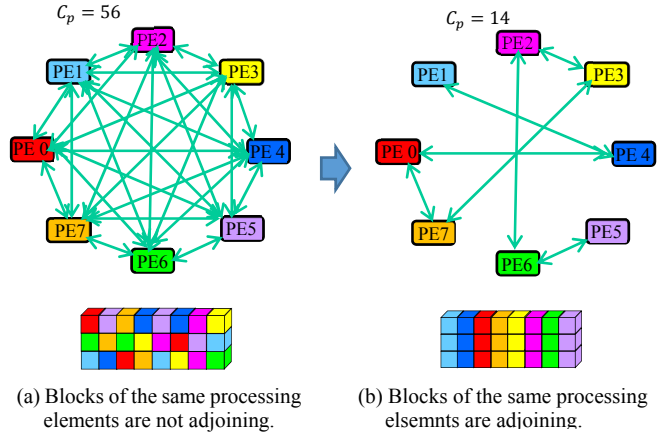 C_p = 56
PE2
PE1
PE3
PE 0
PE 4
PE7
PE5
PE6
(a) Blocks of the same processing
elements are not adjoining.
C_p = 14
PE2
PE1
PE3
PE 0
PE 4
PE7
PE5
PE6
(b) Blocks of the same processing
elsemnts are adjoining.